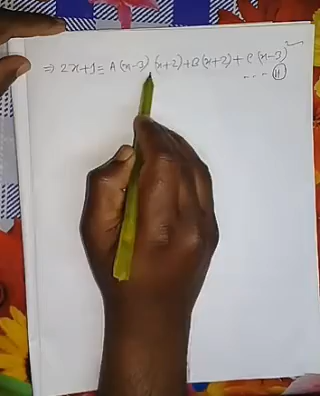 ⇒ 2x+1 ≡ A(x-3)(x+2)+B(x+2)+C(x-3)²
---- (ii)